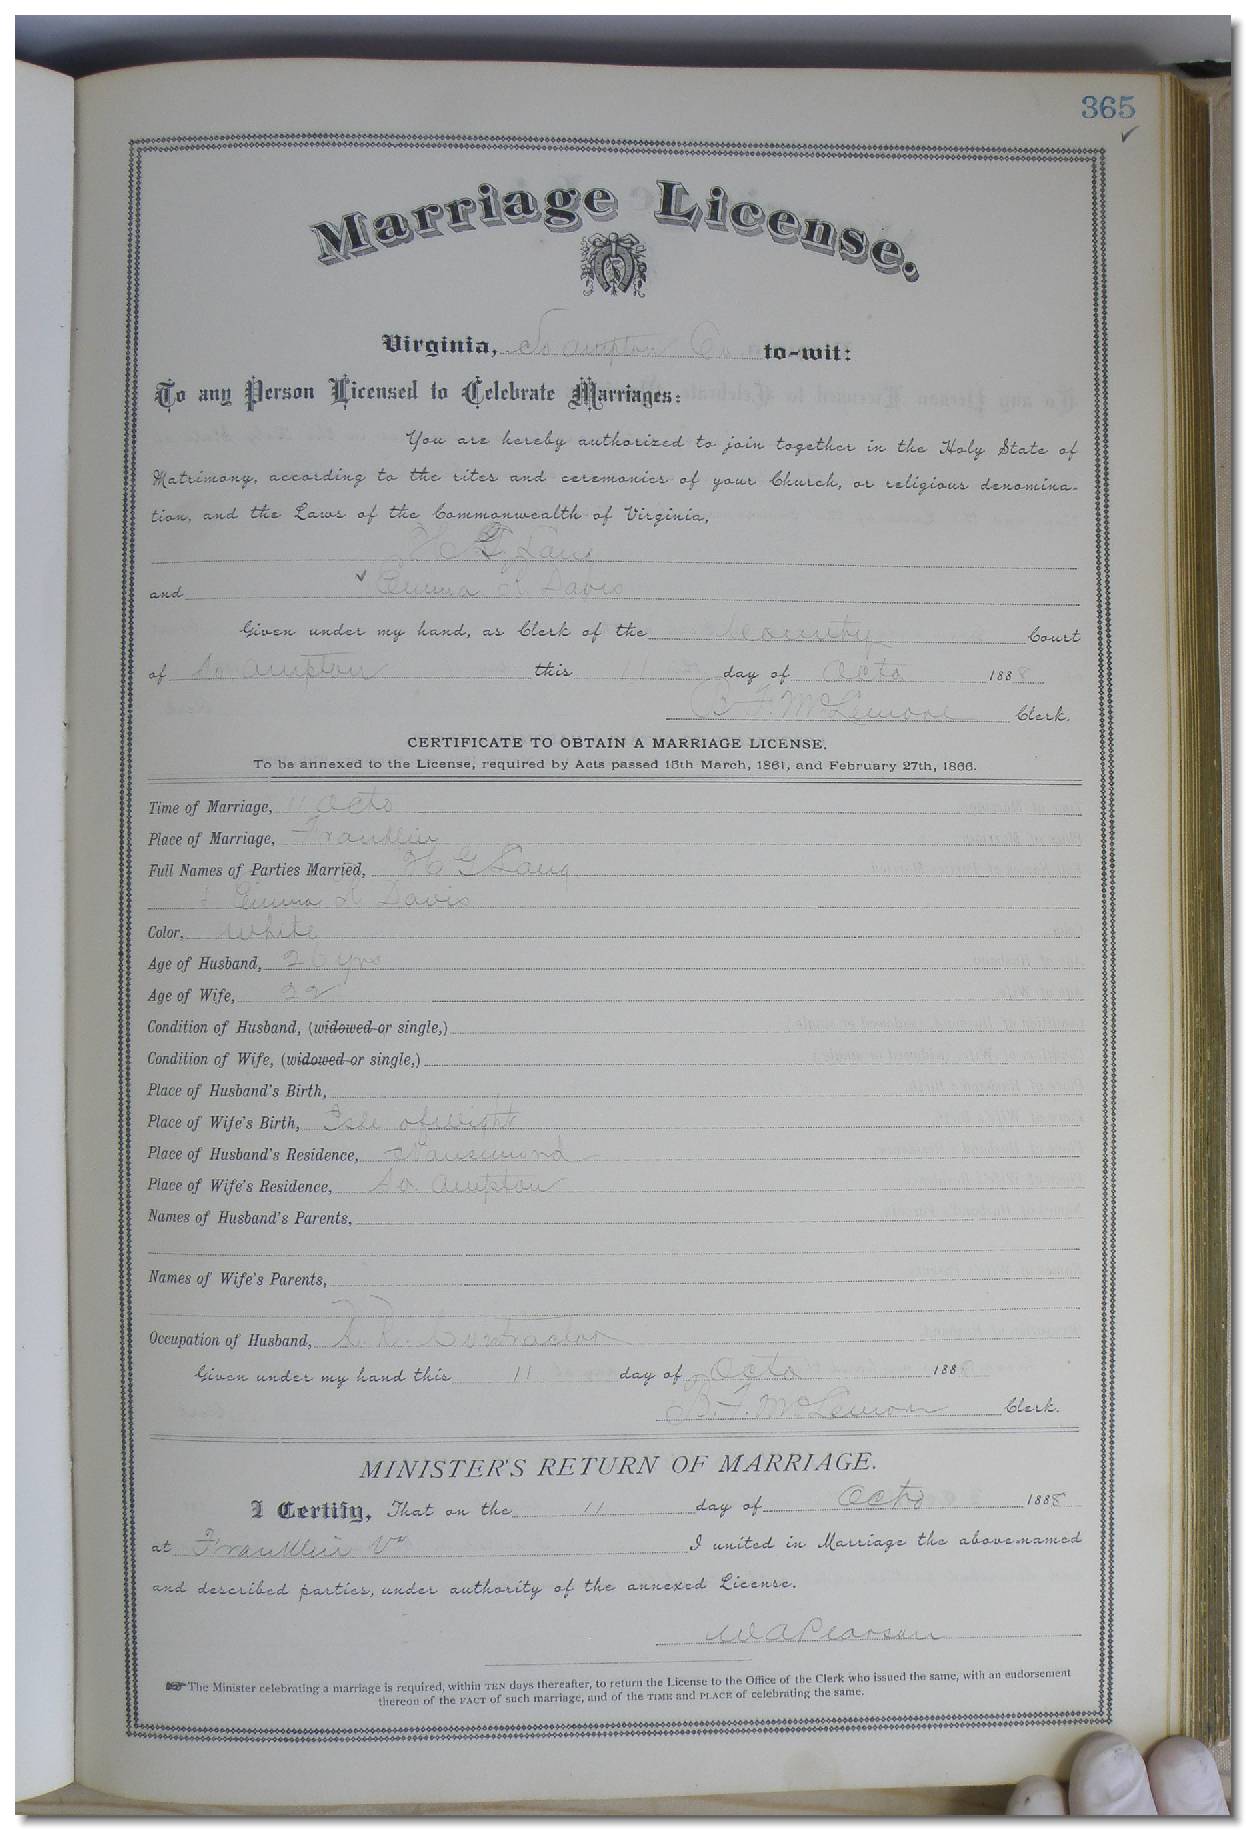 365
Marriage License.
Virginia, So ampton Co to-wit:
To any Person Licensed to Celebrate Marriages:
You are hereby authorized to join together in the Holy State of
Matrimony, according to the rites and ceremonies of your Church, or religious denomina-
tion, and the Laws of the Commonwealth of Virginia,
H G
and Emma R Davis
Given under my hand, as Clerk of the County Court
of So ampton this 11 day of Octo 1888
B. F. McLemore Clerk.
CERTIFICATE TO OBTAIN A MARRIAGE LICENSE,
To be annexed to the License, required by Acts passed 15th March, 1861, and February 27th, 1866.
Time of Marriage, 11 Octo
Place of Marriage, Franklin
Full Names of Parties Married, H G
& Emma R Davis
Color, White
Age of Husband, 26 yrs
Age of Wife, 22
Condition of Husband, (widowed or single,)
Condition of Wife, (widowed or single,)
Place of Husband's Birth,
Place of Wife's Birth, Isle of wight
Place of Husband's Residence, Nansemond
Place of Wife's Residence, So ampton
Names of Husband's Parents,
Names of Wife's Parents,
Occupation of Husband, R. R. Contractor
Given under my hand this 11 day of Octo 1888
B. F. McLemore Clerk.
MINISTER'S RETURN OF MARRIAGE.
I Certify, That on the 11 day of Octo 1888
at Franklin Va I united in Marriage the above-named
and described parties, under authority of the annexed License.
W A Pearson
The Minister celebrating a marriage is required, within TEN days thereafter, to return the License to the Office of the Clerk who issued the same, with an endorsement
thereon of the FACT of such marriage, and of the TIME and PLACE of celebrating the same.